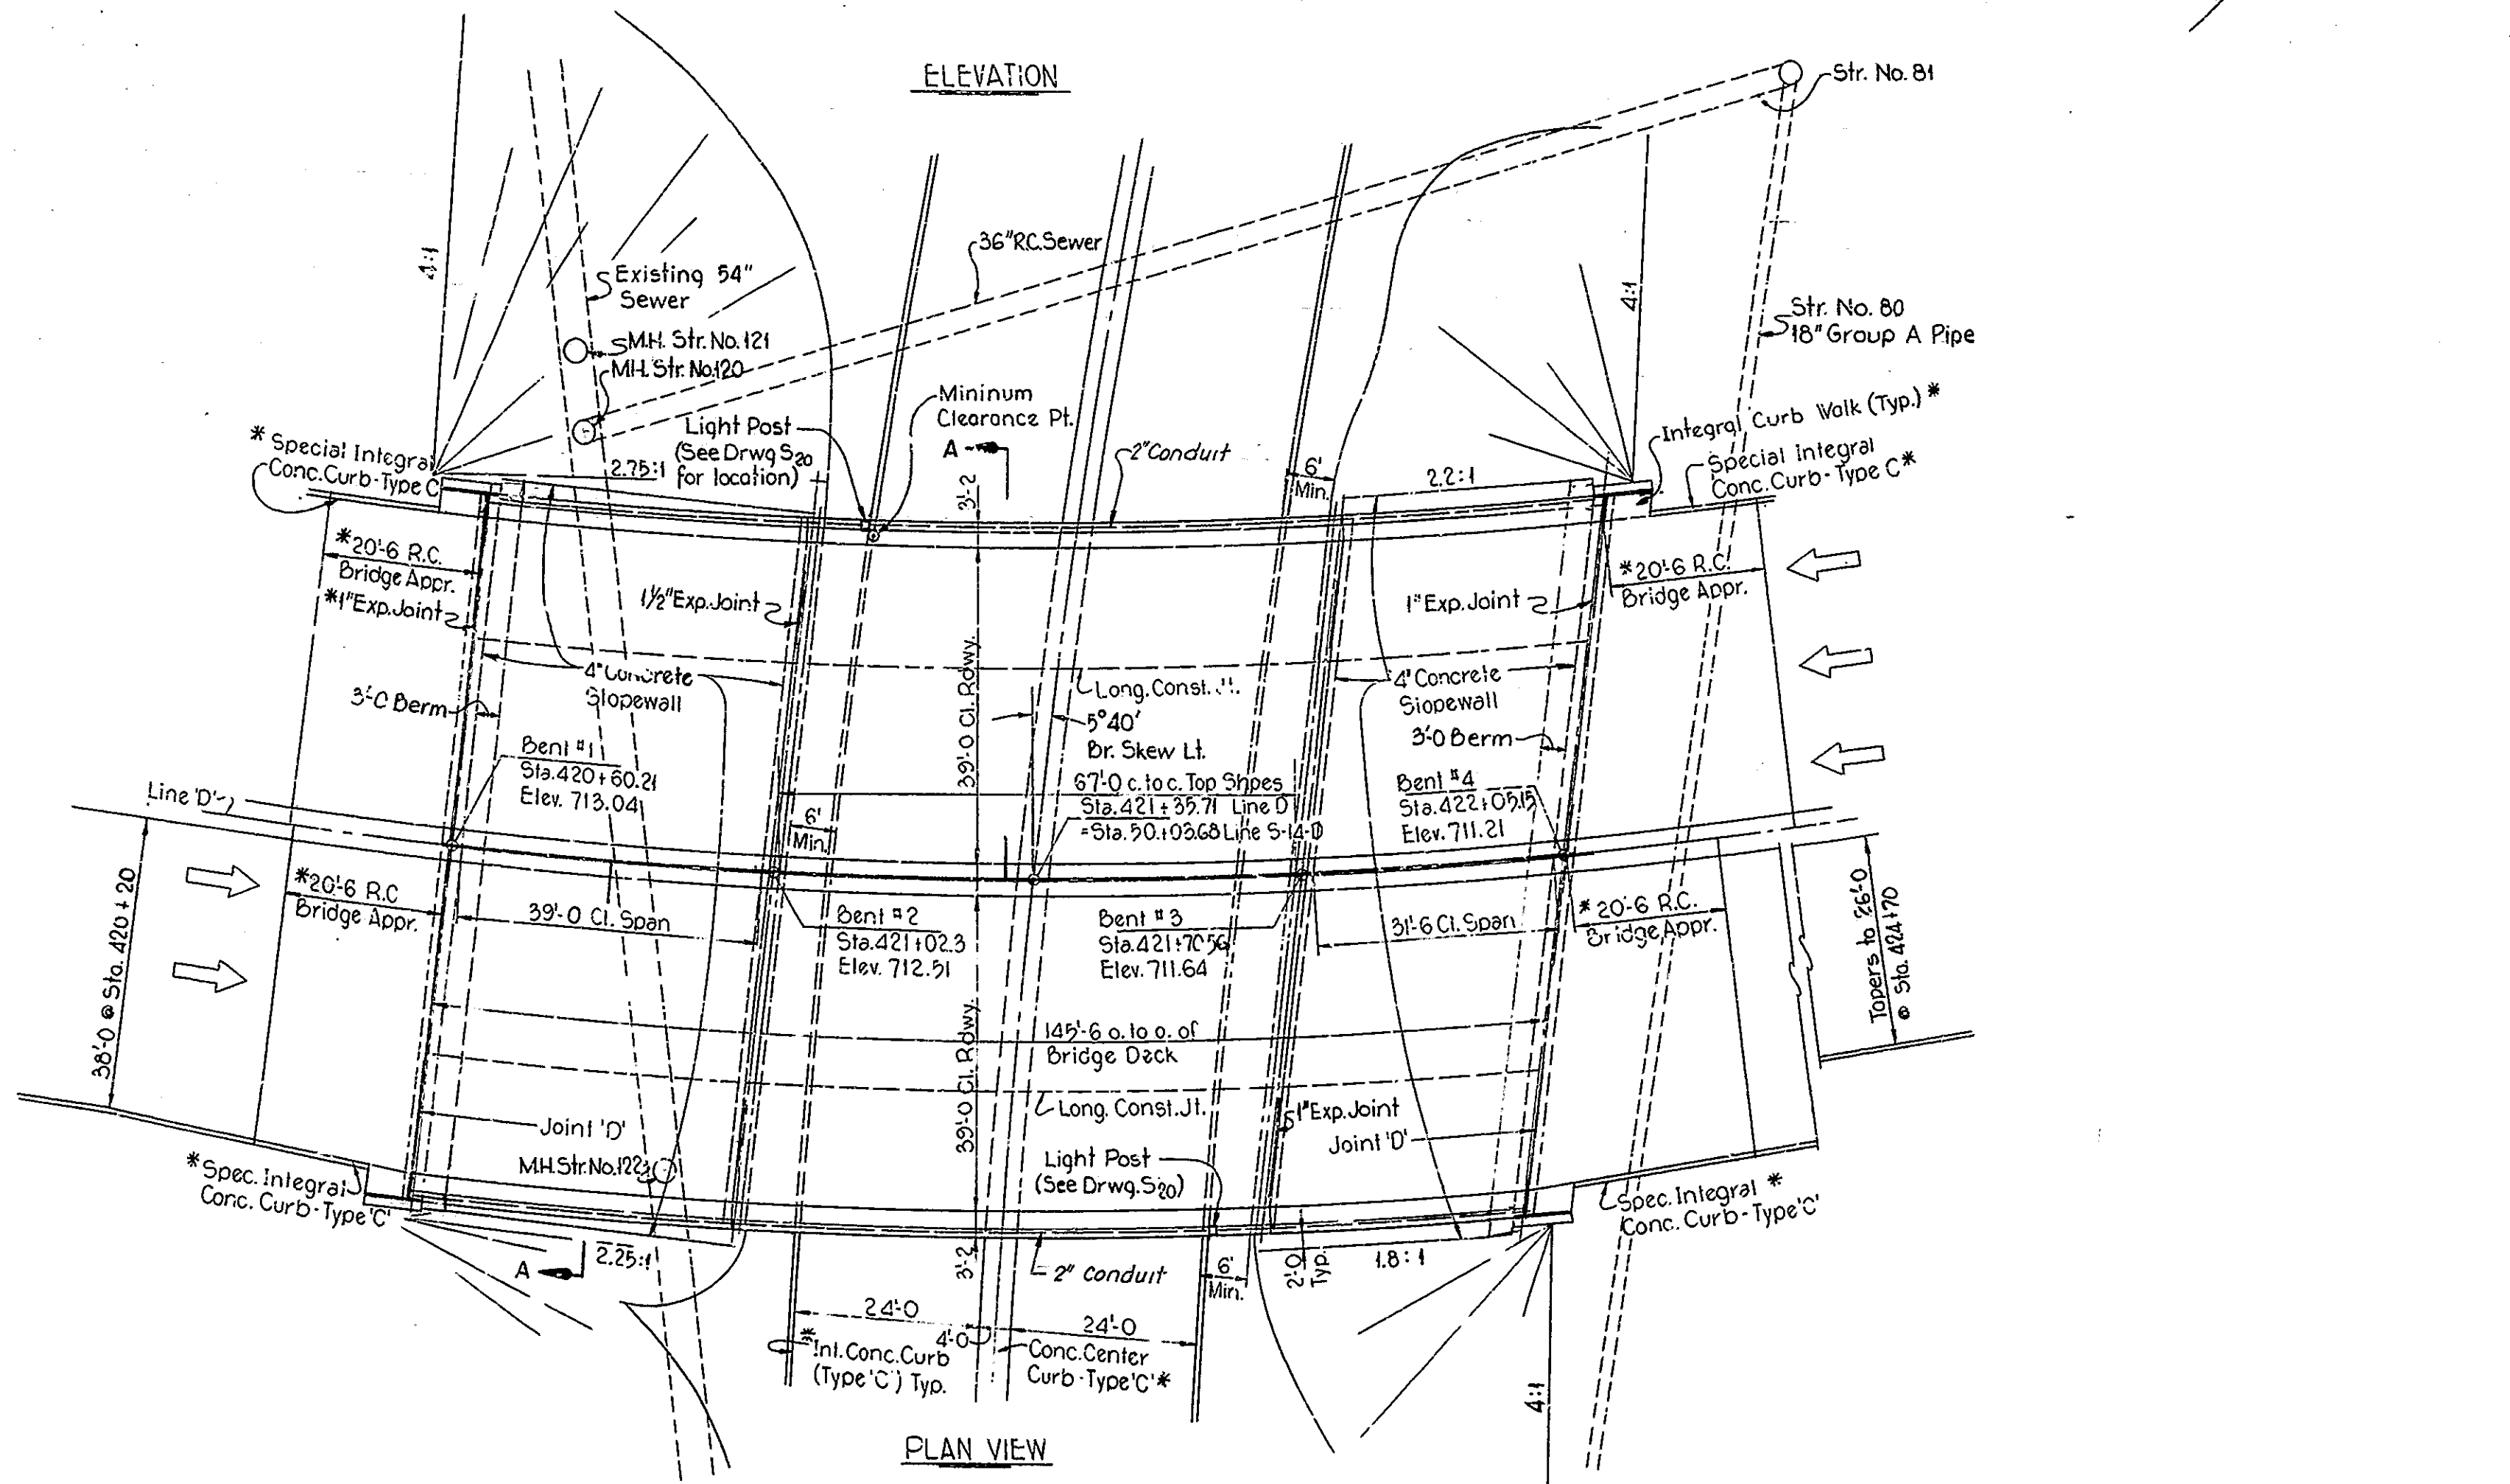 ELEVATION
Str. No. 81
36" R.C. Sewer
4:1
Existing 54"
Sewer
4:1
Str. No. 80
18" Group A Pipe
M.H. Str. No. 121
MH. Str. No. 120
Mininum
Clearance Pt.
Light Post
(See Drwg S20
for location)
A
2" Conduit
* Special Integral
Conc. Curb-Type C
2.75:1
6'
Min.
2.2:1
Integral Curb Walk (Typ.) *
Special Integral
Conc. Curb-Type C*
3'-2
*20'-6 R.C.
Bridge Appr.
*1" Exp. Joint
1½" Exp. Joint
1" Exp. Joint
*20'-6 R.C.
Bridge Appr.
4" Concrete
Slopewall
3'-0 Berm
39'-0 Cl. Rdwy.
Long. Const. Jt.
5°40'
Br. Skew Lt.
4" Concrete
Slopewall
3'-0 Berm
Bent #1
Sta. 420+60.21
Elev. 713.04
67'-0 c. to c. Top Shoes
Sta. 421+35.71 Line D
=Sta. 50+03.68 Line S-14-D
Bent #4
Sta. 422+05.15
Elev. 711.21
Line 'D'
6'
Min.
38'-0 @ Sta. 420+20
*20'-6 R.C
Bridge Appr.
39'-0 Cl. Span
Bent #2
Sta. 421+02.3
Elev. 712.51
Bent #3
Sta. 421+70.56
Elev. 711.64
31'-6 Cl. Span
* 20'-6 R.C.
Bridge Appr.
Tapers to 26'-0
@ Sta. 424+70
145'-6 o. to o. of
Bridge Deck
39'-0 Cl. Rdwy.
Long. Const. Jt.
Joint 'D'
1" Exp. Joint
Joint 'D'
M.H. Str. No. 122
Light Post
(See Drwg. S20)
*Spec. Integral
Conc. Curb-Type 'C'
Spec. Integral *
Conc. Curb-Type 'C'
2.25:1
A
3'-2
2" Conduit
6'
Min.
2'-0
Typ.
1.8:1
24'-0
4'-0
24'-0
*Int. Conc. Curb
(Type 'C') Typ.
Conc. Center
Curb-Type 'C' *
4:1
PLAN VIEW